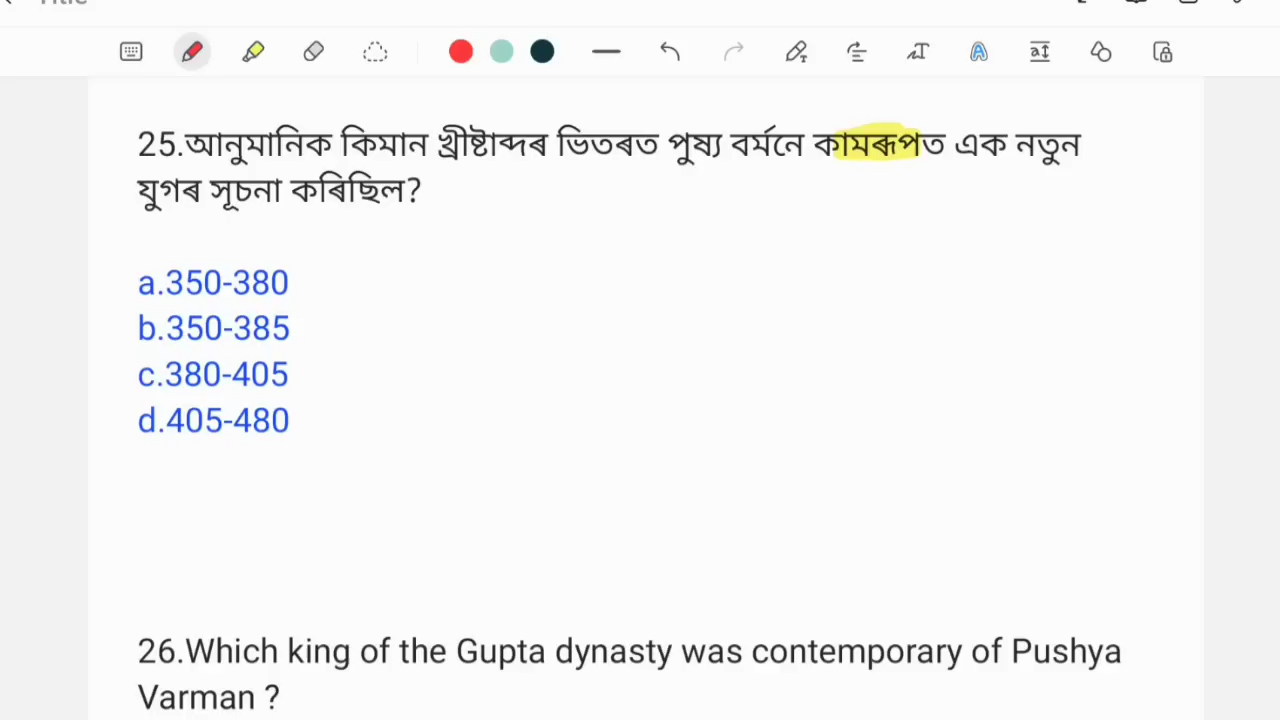 Title
25.আনুমানিক কিমান খ্ৰীষ্টাব্দৰ ভিতৰত পুষ্য বৰ্মনে কামৰূপত এক নতুন
যুগৰ সূচনা কৰিছিল?
a.350-380
b.350-385
c.380-405
d.405-480
26.Which king of the Gupta dynasty was contemporary of Pushya
Varman ?